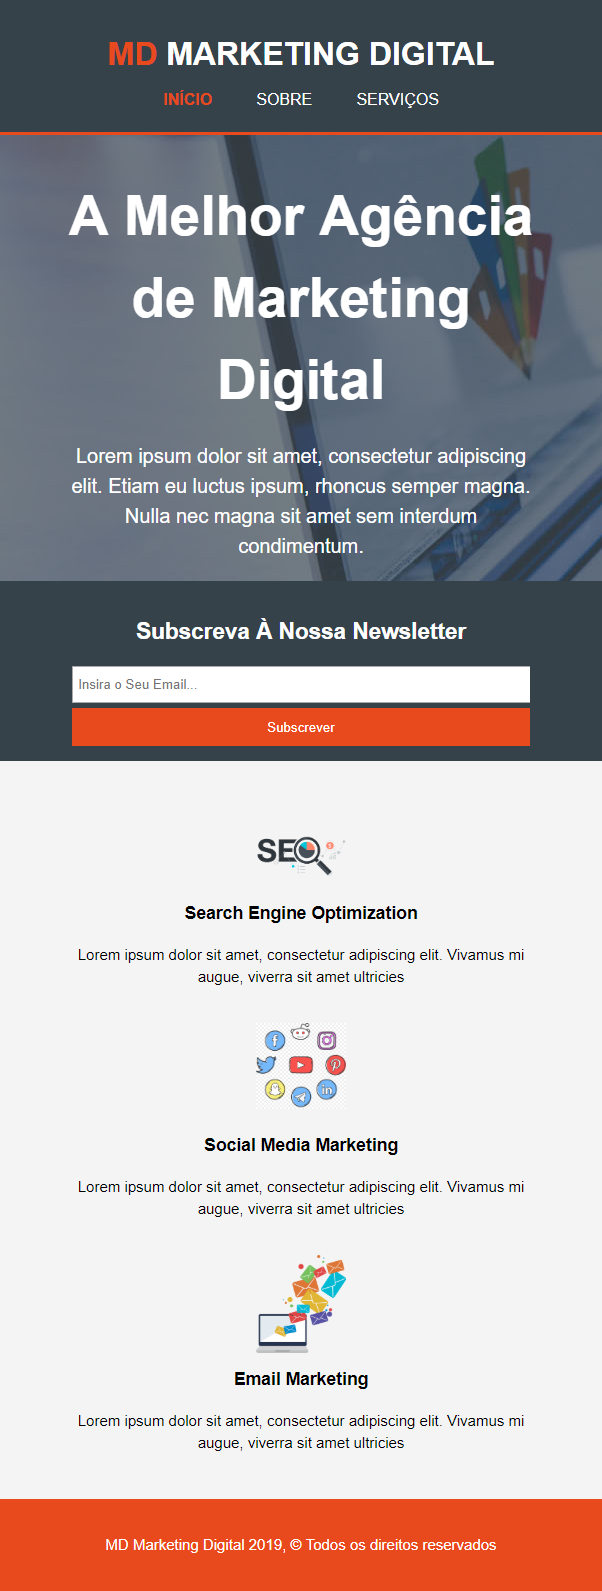 MD MARKETING DIGITAL
INÍCIO SOBRE SERVIÇOS
A Melhor Agência
de Marketing
Digital
Lorem ipsum dolor sit amet, consectetur adipiscing
elit. Etiam eu luctus ipsum, rhoncus semper magna.
Nulla nec magna sit amet sem interdum
condimentum.
Subscreva À Nossa Newsletter
Insira o Seu Email...
Subscrever
SEO
Search Engine Optimization
Lorem ipsum dolor sit amet, consectetur adipiscing elit. Vivamus mi
augue, viverra sit amet ultricies
Social Media Marketing
Lorem ipsum dolor sit amet, consectetur adipiscing elit. Vivamus mi
augue, viverra sit amet ultricies
Email Marketing
Lorem ipsum dolor sit amet, consectetur adipiscing elit. Vivamus mi
augue, viverra sit amet ultricies
MD Marketing Digital 2019, © Todos os direitos reservados